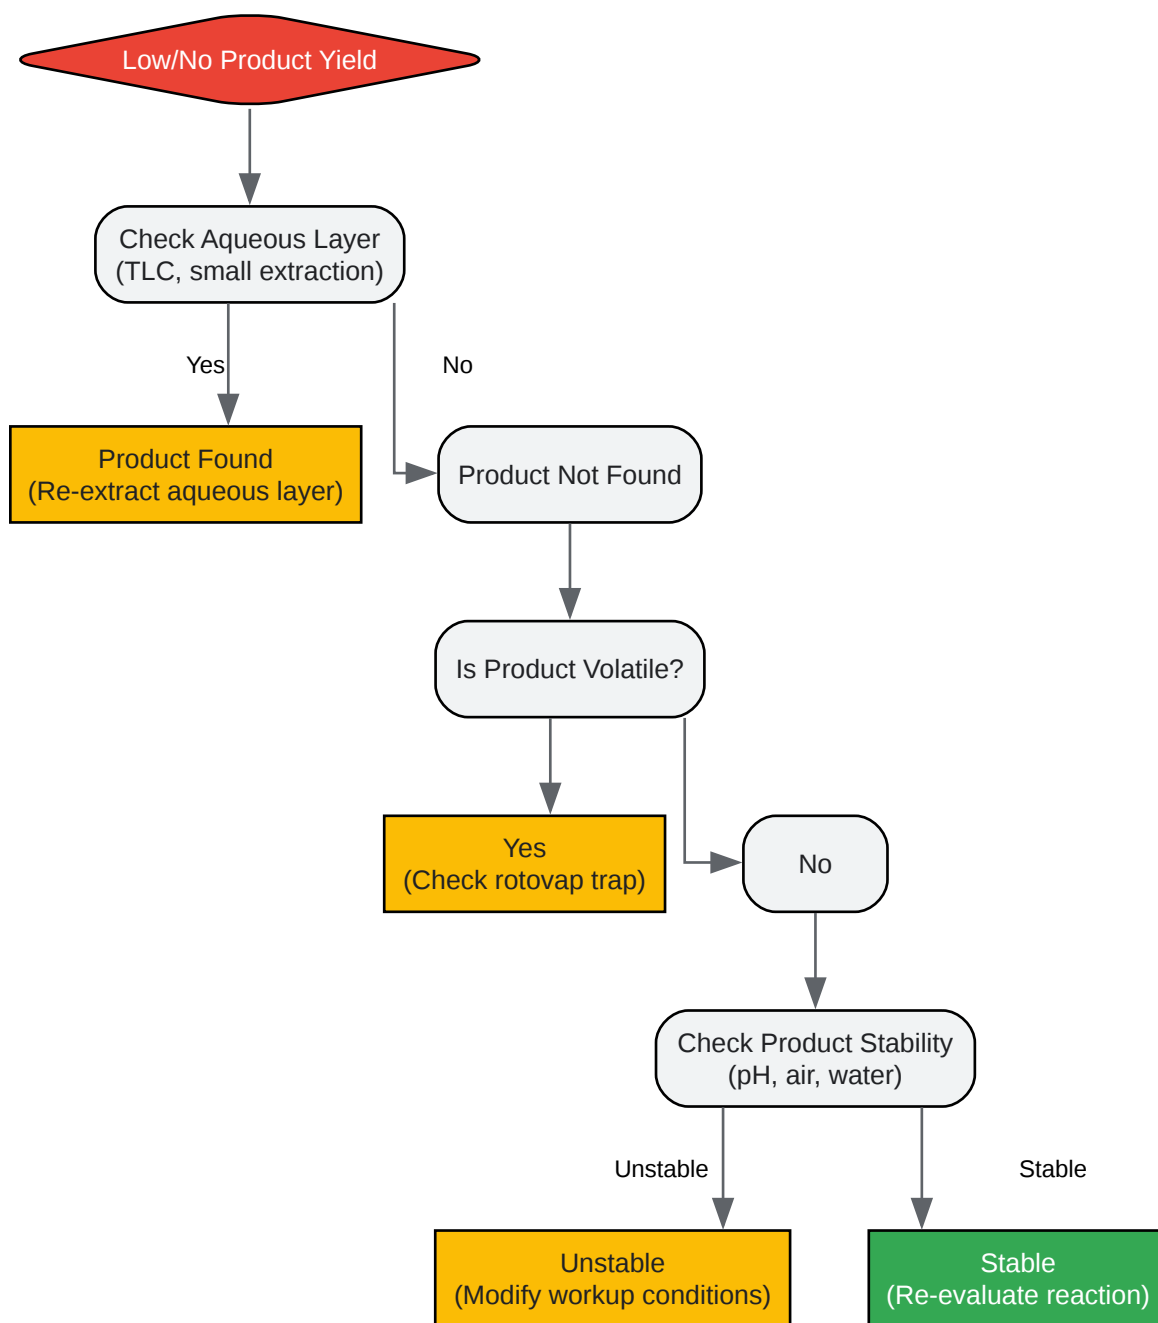 Low/No Product Yield
Check Aqueous Layer
(TLC, small extraction)
Yes
No
Product Found
(Re-extract aqueous layer)
Product Not Found
Is Product Volatile?
Yes
(Check rotovap trap)
No
Check Product Stability
(pH, air, water)
Unstable
Stable
Unstable
(Modify workup conditions)
Stable
(Re-evaluate reaction)